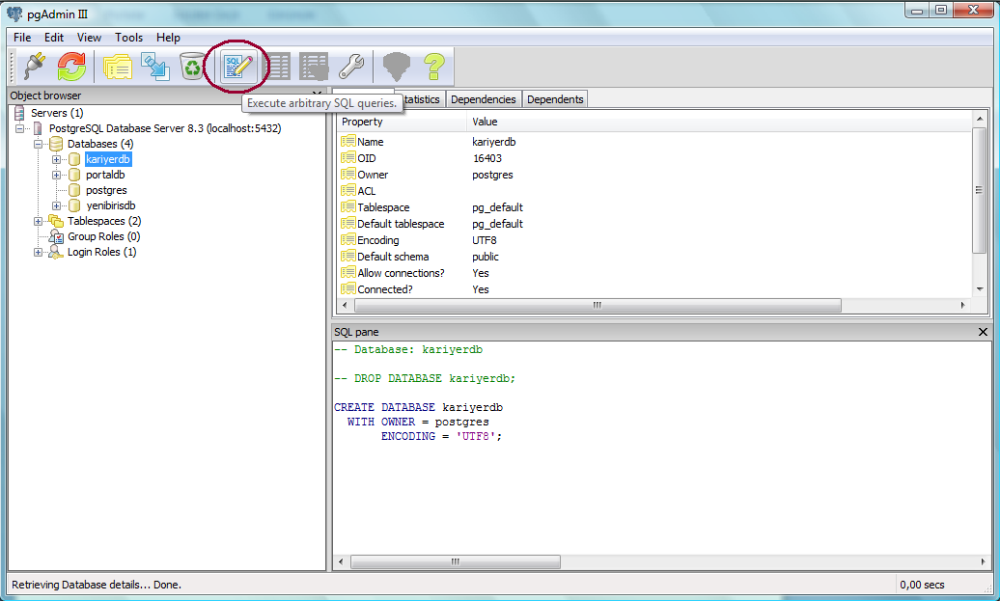 pgAdmin III
File Edit View Tools Help
SQL
Execute arbitrary SQL queries.
Object browser
Servers (1)
PostgreSQL Database Server 8.3 (localhost:5432)
Databases (4)
kariyerdb
portaldb
postgres
yenibirisdb
Tablespaces (2)
Group Roles (0)
Login Roles (1)
tatistics Dependencies Dependents
Property Value
Name kariyerdb
OID 16403
Owner postgres
ACL
Tablespace pg_default
Default tablespace pg_default
Encoding UTF8
Default schema public
Allow connections? Yes
Connected? Yes
SQL pane
-- Database: kariyerdb
-- DROP DATABASE kariyerdb;
CREATE DATABASE kariyerdb
WITH OWNER = postgres
ENCODING = 'UTF8';
Retrieving Database details... Done. 0,00 secs